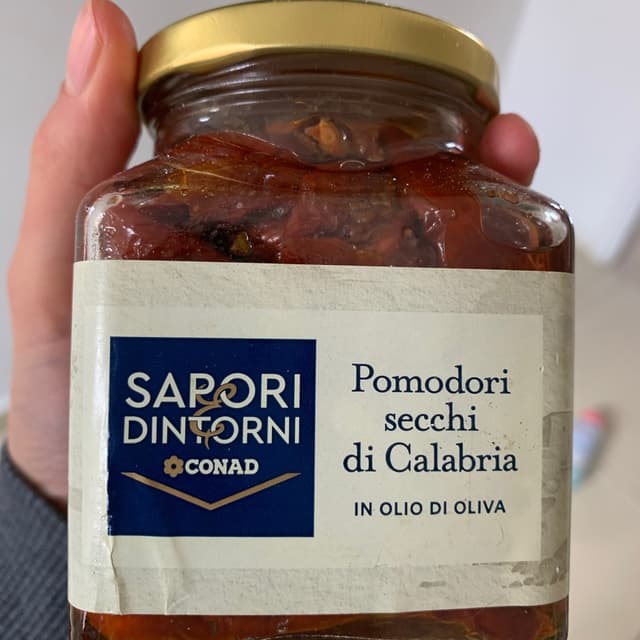 SAPORI
E
DINTORNI
CONAD
Pomodori
secchi
di Calabria
IN OLIO DI OLIVA